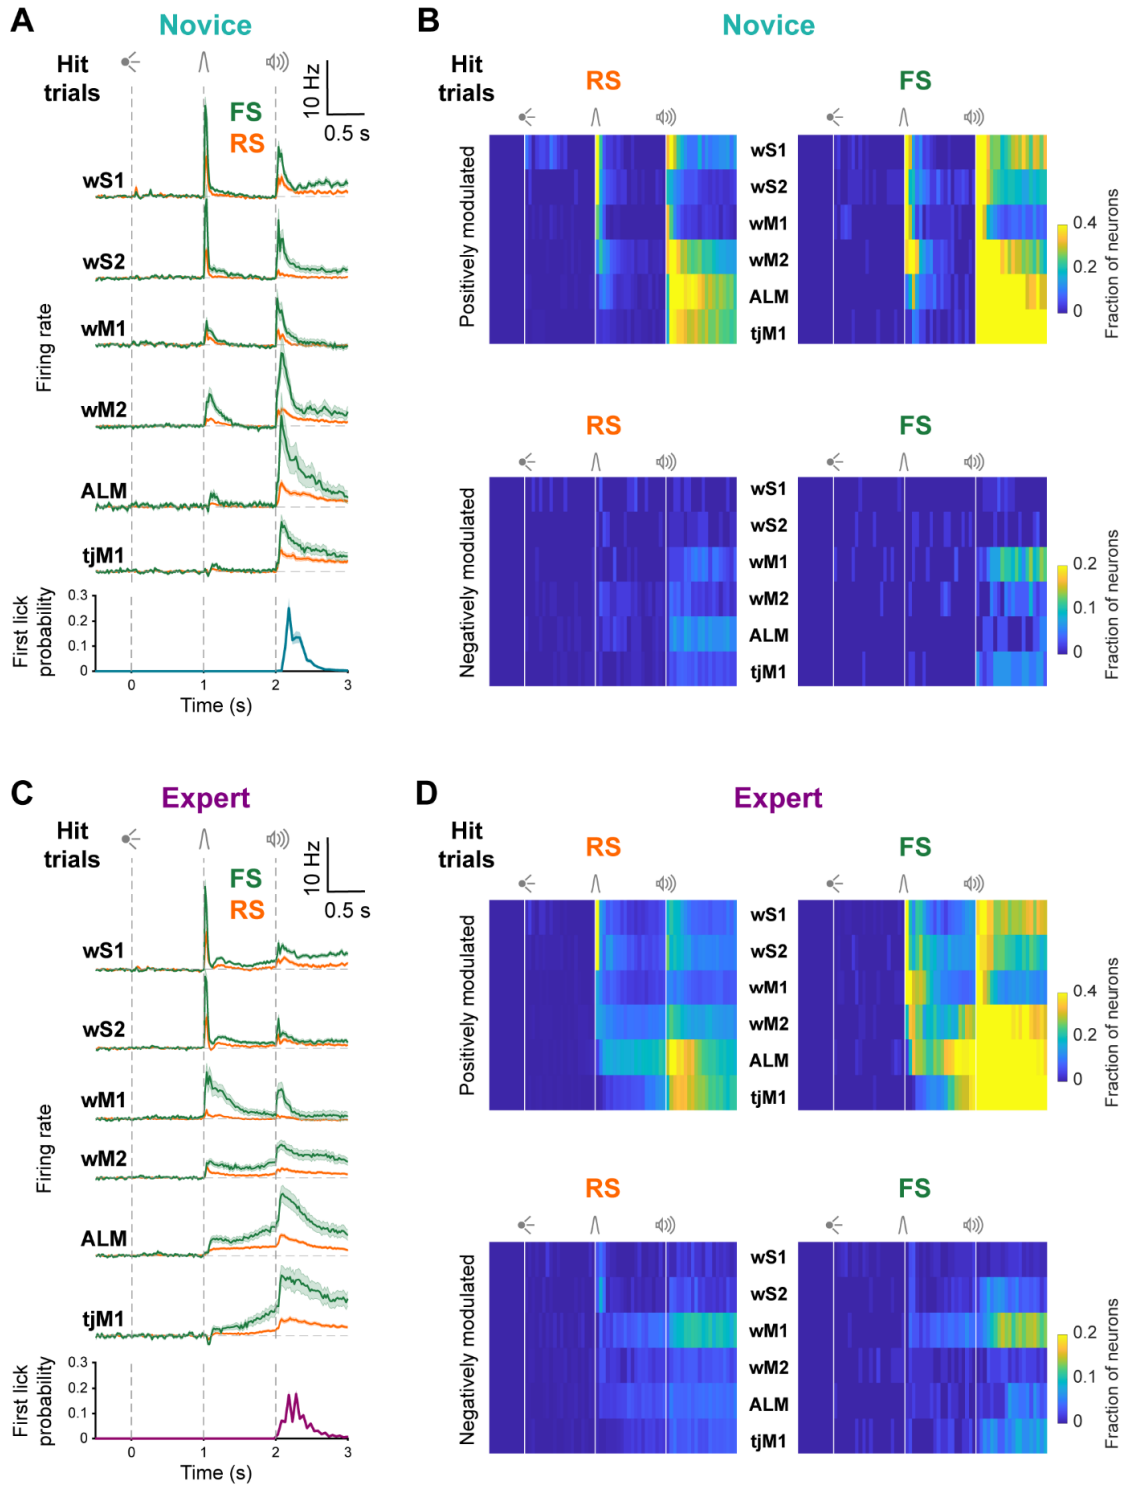 A
Novice
Hit
trials
10 Hz
0.5 s
FS
RS
wS1
wS2
wM1
wM2
ALM
tjM1
Firing rate
First lick
probability
0.3
0.2
0.1
0
0
1
2
3
Time (s)
B
Novice
Hit
trials
RS
FS
Positively modulated
wS1
wS2
wM1
wM2
ALM
tjM1
0.4
0.2
0
Fraction of neurons
RS
FS
Negatively modulated
wS1
wS2
wM1
wM2
ALM
tjM1
0.2
0.1
0
Fraction of neurons
C
Expert
Hit
trials
10 Hz
0.5 s
FS
RS
wS1
wS2
wM1
wM2
ALM
tjM1
Firing rate
First lick
probability
0.3
0.2
0.1
0
0
1
2
3
Time (s)
D
Expert
Hit
trials
RS
FS
Positively modulated
wS1
wS2
wM1
wM2
ALM
tjM1
0.4
0.2
0
Fraction of neurons
RS
FS
Negatively modulated
wS1
wS2
wM1
wM2
ALM
tjM1
0.2
0.1
0
Fraction of neurons